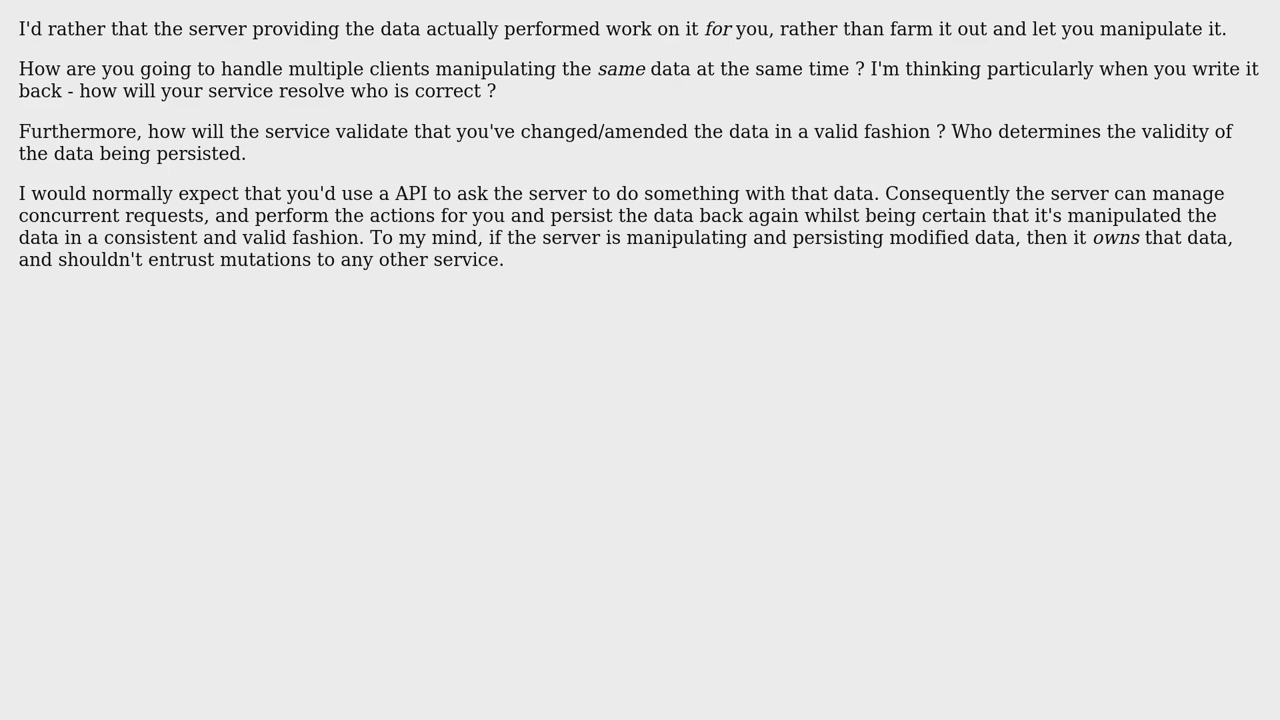 I'd rather that the server providing the data actually performed work on it for you, rather than farm it out and let you manipulate it.
How are you going to handle multiple clients manipulating the same data at the same time ? I'm thinking particularly when you write it
back - how will your service resolve who is correct ?
Furthermore, how will the service validate that you've changed/amended the data in a valid fashion ? Who determines the validity of
the data being persisted.
I would normally expect that you'd use a API to ask the server to do something with that data. Consequently the server can manage
concurrent requests, and perform the actions for you and persist the data back again whilst being certain that it's manipulated the
data in a consistent and valid fashion. To my mind, if the server is manipulating and persisting modified data, then it owns that data,
and shouldn't entrust mutations to any other service.